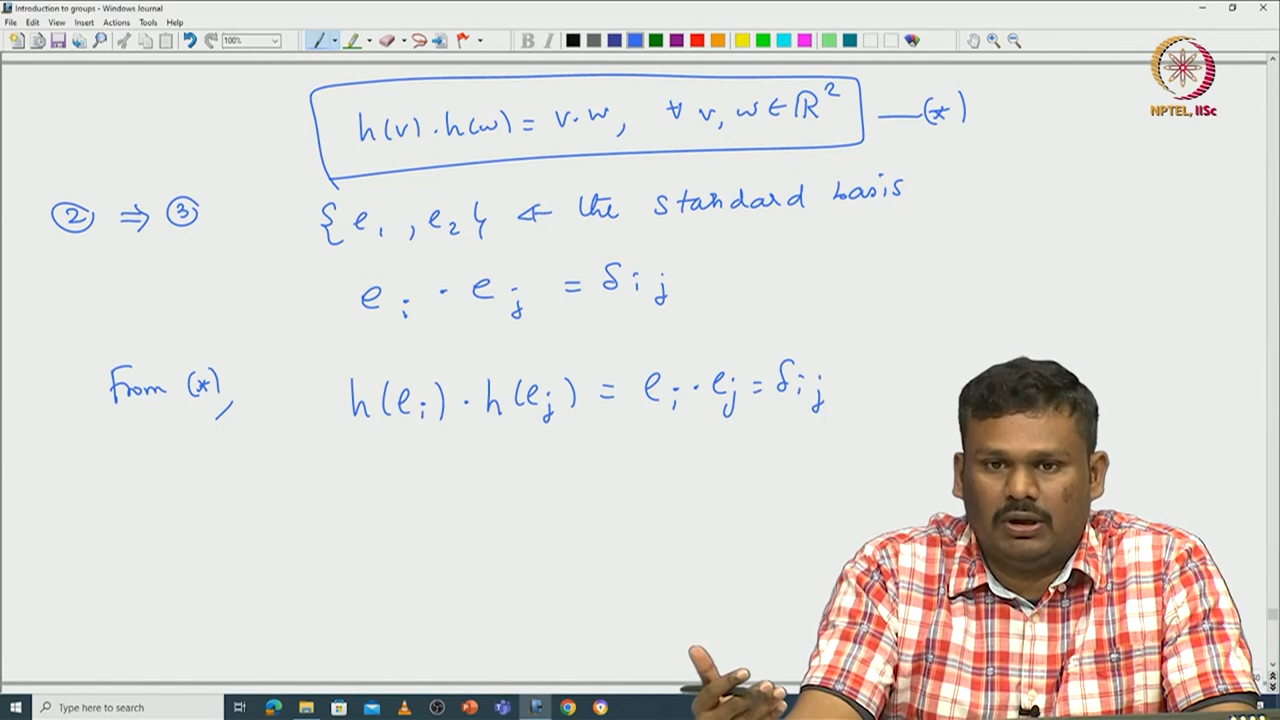 Introduction to groups - Windows Journal
File Edit View Insert Actions Tools Help
100%
B I
NPTEL, IISc
h(v) · h(w) = v · w, ∀ v, w ∈ ℝ² —(*)
② ⇒ ③ {e₁, e₂} ← the standard basis
eᵢ · eⱼ = δᵢⱼ
From (*), h(eᵢ) · h(eⱼ) = eᵢ · eⱼ = δᵢⱼ
Type here to search